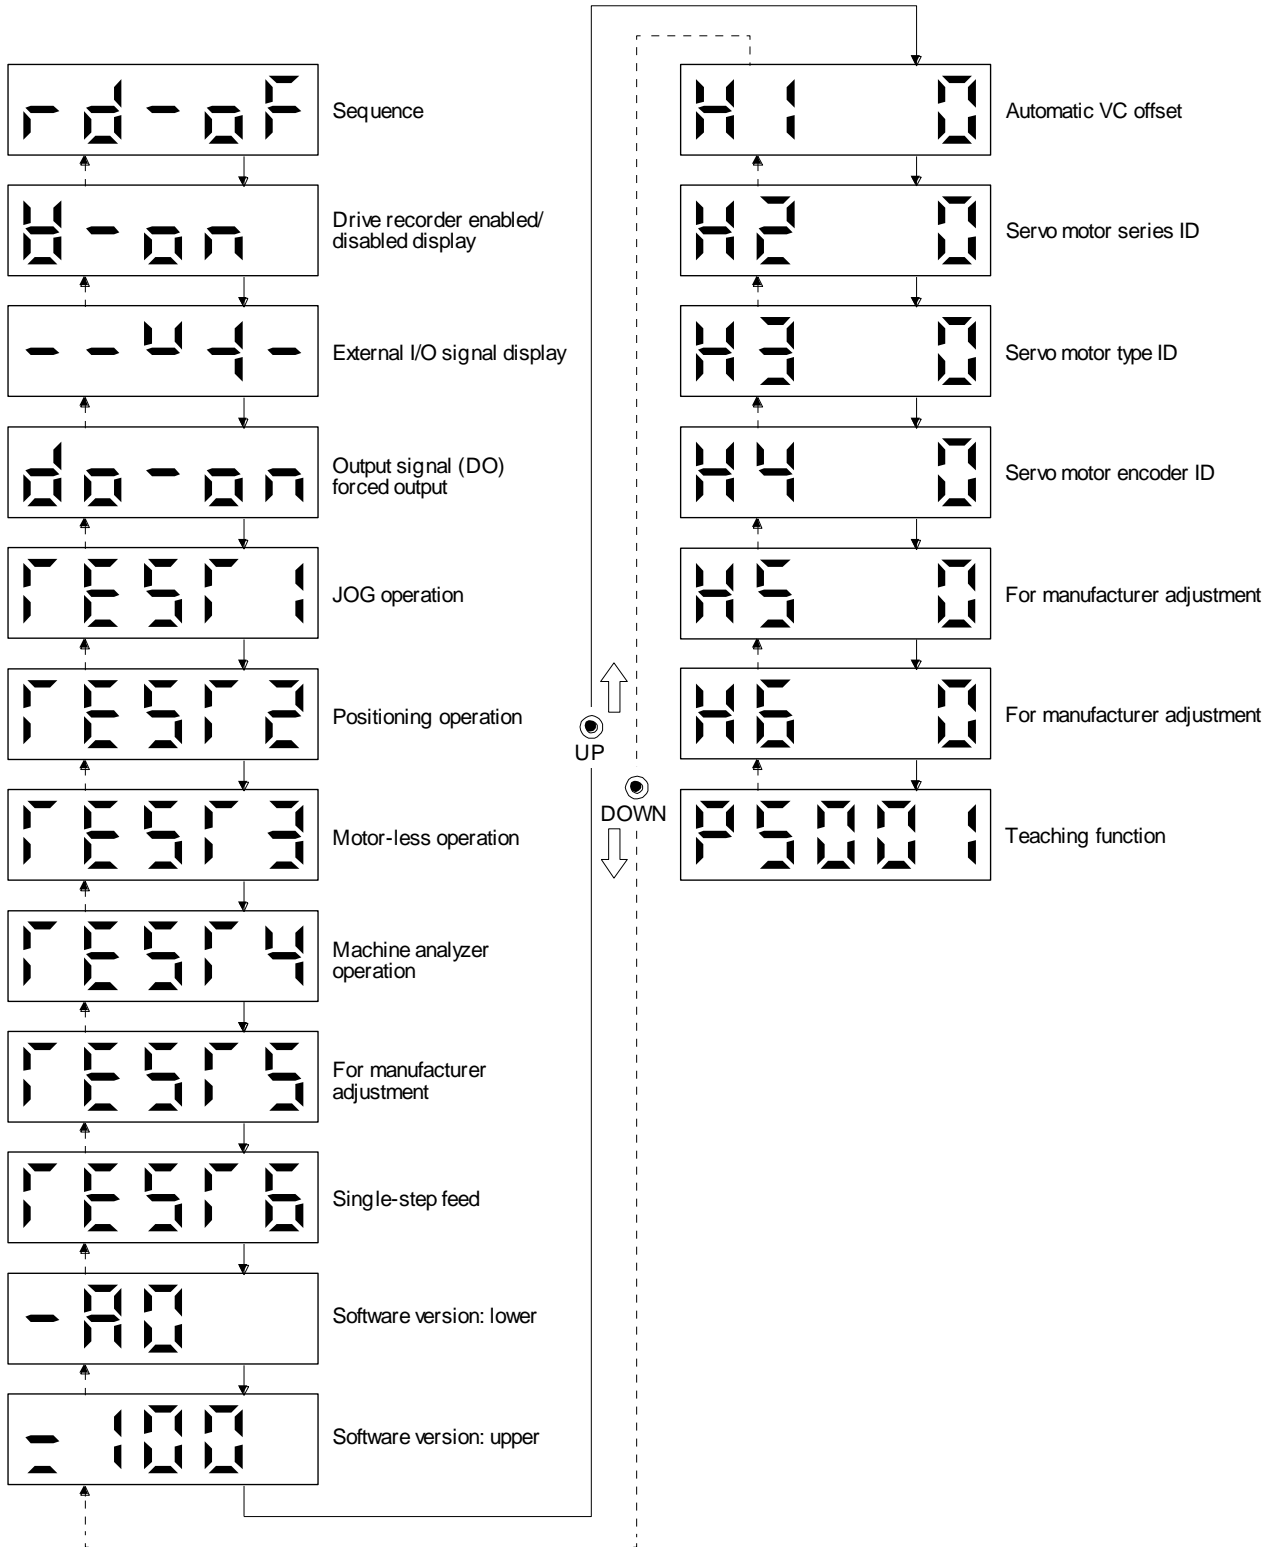 rd-oF
Sequence
b-on
Drive recorder enabled/
disabled display
External I/O signal display
do-on
Output signal (DO)
forced output
TEST1
JOG operation
TEST2
Positioning operation
TEST3
Motor-less operation
TEST4
Machine analyzer
operation
TEST5
For manufacturer
adjustment
TEST6
Single-step feed
-A0
Software version: lower
=100
Software version: upper
UP
DOWN
H1 0
Automatic VC offset
H2 0
Servo motor series ID
H3 0
Servo motor type ID
H4 0
Servo motor encoder ID
H5 0
For manufacturer adjustment
H6 0
For manufacturer adjustment
PS001
Teaching function